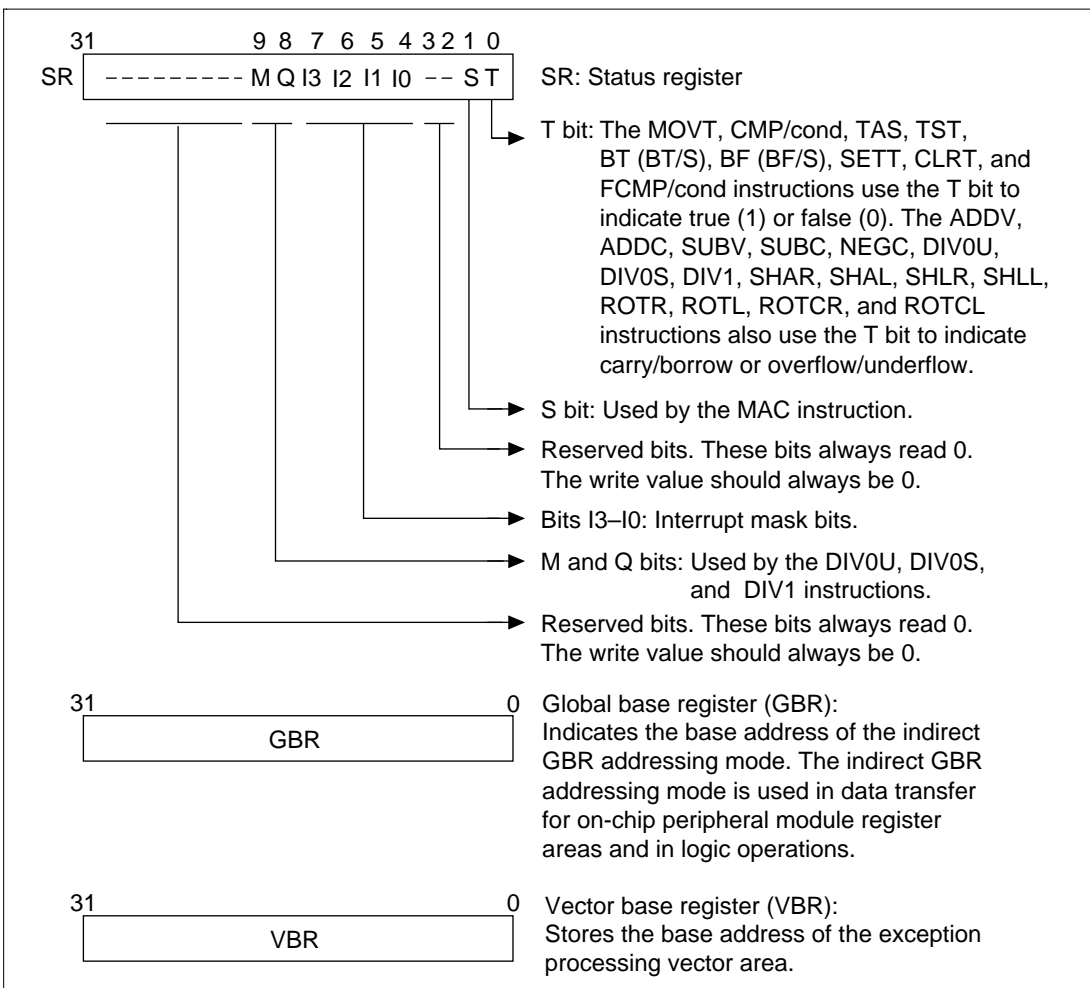 31 9 8 7 6 5 4 3 2 1 0
SR ---------- M Q I3 I2 I1 I0 -- S T
SR: Status register
T bit: The MOVT, CMP/cond, TAS, TST,
BT (BT/S), BF (BF/S), SETT, CLRT, and
FCMP/cond instructions use the T bit to
indicate true (1) or false (0). The ADDV,
ADDC, SUBV, SUBC, NEGC, DIV0U,
DIV0S, DIV1, SHAR, SHAL, SHLR, SHLL,
ROTR, ROTL, ROTCR, and ROTCL
instructions also use the T bit to indicate
carry/borrow or overflow/underflow.
S bit: Used by the MAC instruction.
Reserved bits. These bits always read 0.
The write value should always be 0.
Bits I3–I0: Interrupt mask bits.
M and Q bits: Used by the DIV0U, DIV0S,
and DIV1 instructions.
Reserved bits. These bits always read 0.
The write value should always be 0.
31 0
GBR
Global base register (GBR):
Indicates the base address of the indirect
GBR addressing mode. The indirect GBR
addressing mode is used in data transfer
for on-chip peripheral module register
areas and in logic operations.
31 0
VBR
Vector base register (VBR):
Stores the base address of the exception
processing vector area.